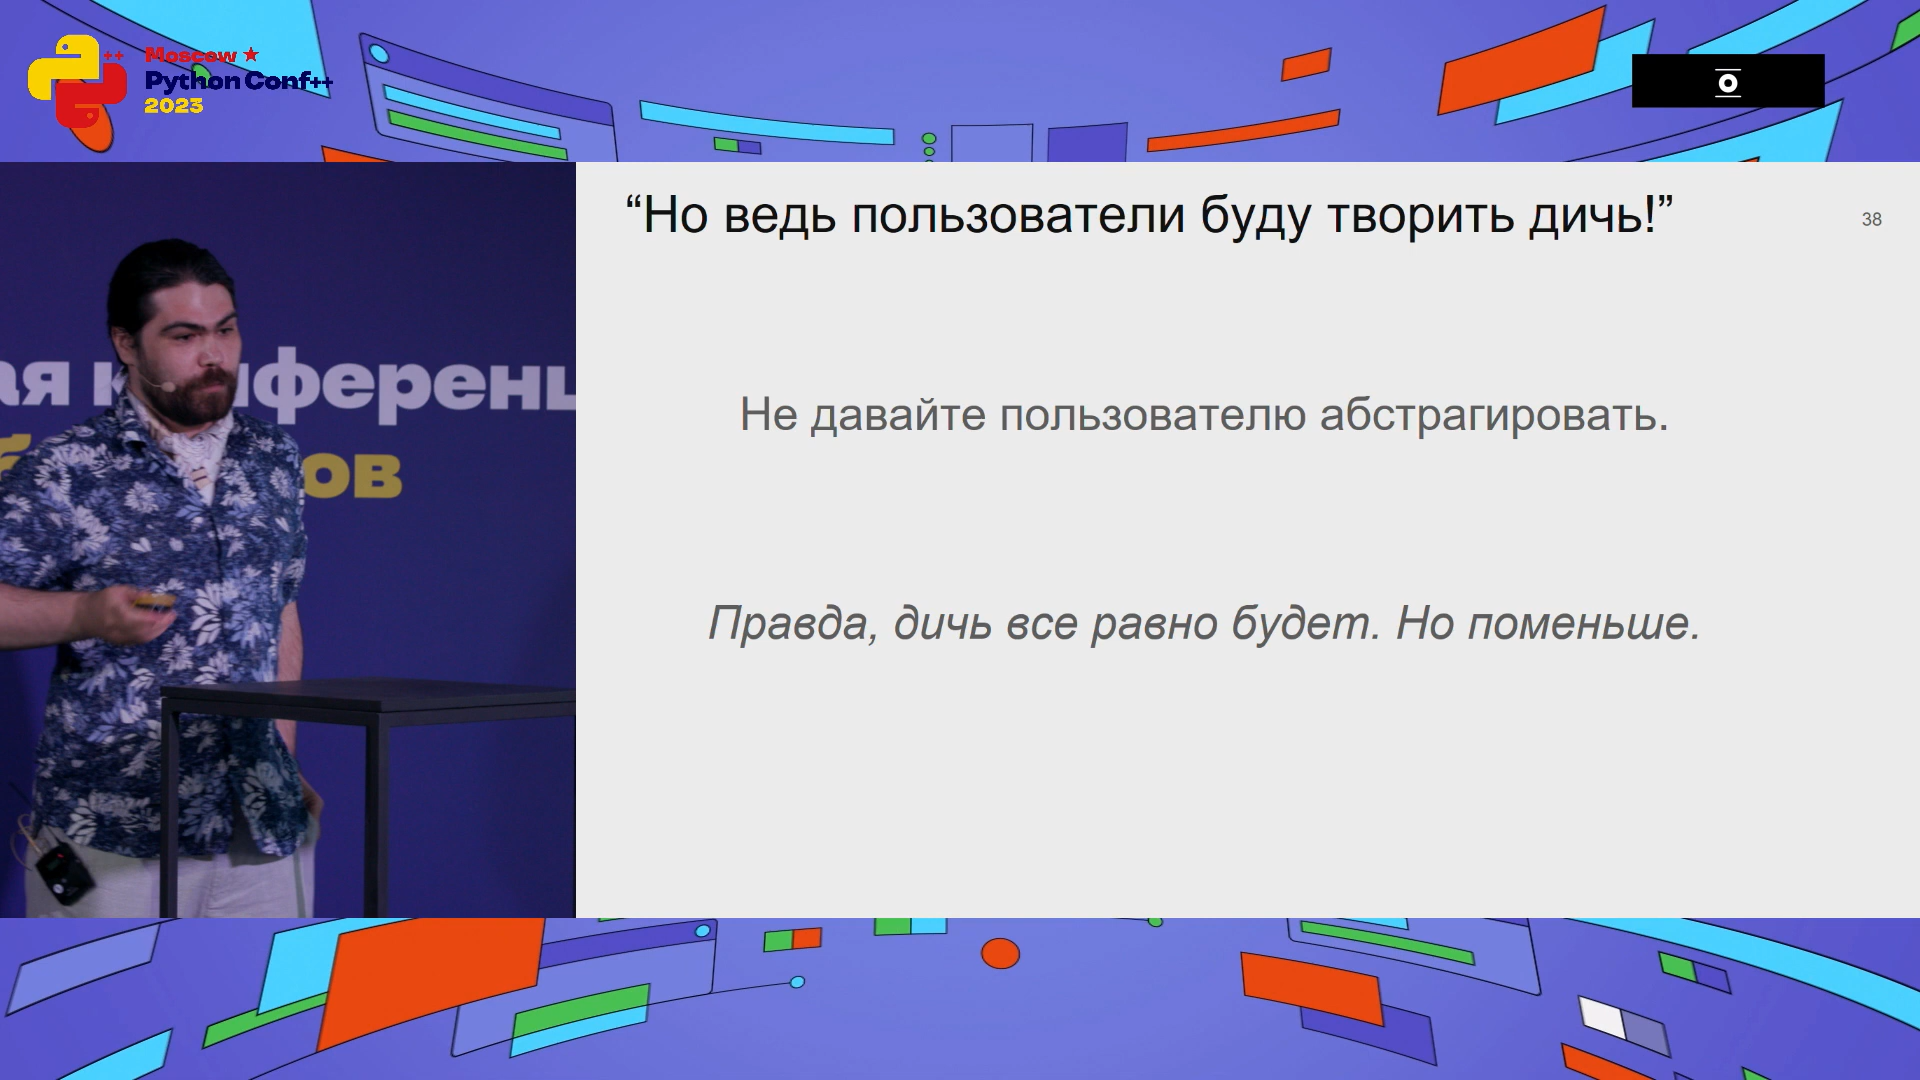 ++
Moscow ★
Python Conf++
2023
“Но ведь пользователи буду творить дичь!”
38
Не давайте пользователю абстрагировать.
Правда, дичь все равно будет. Но поменьше.
ов